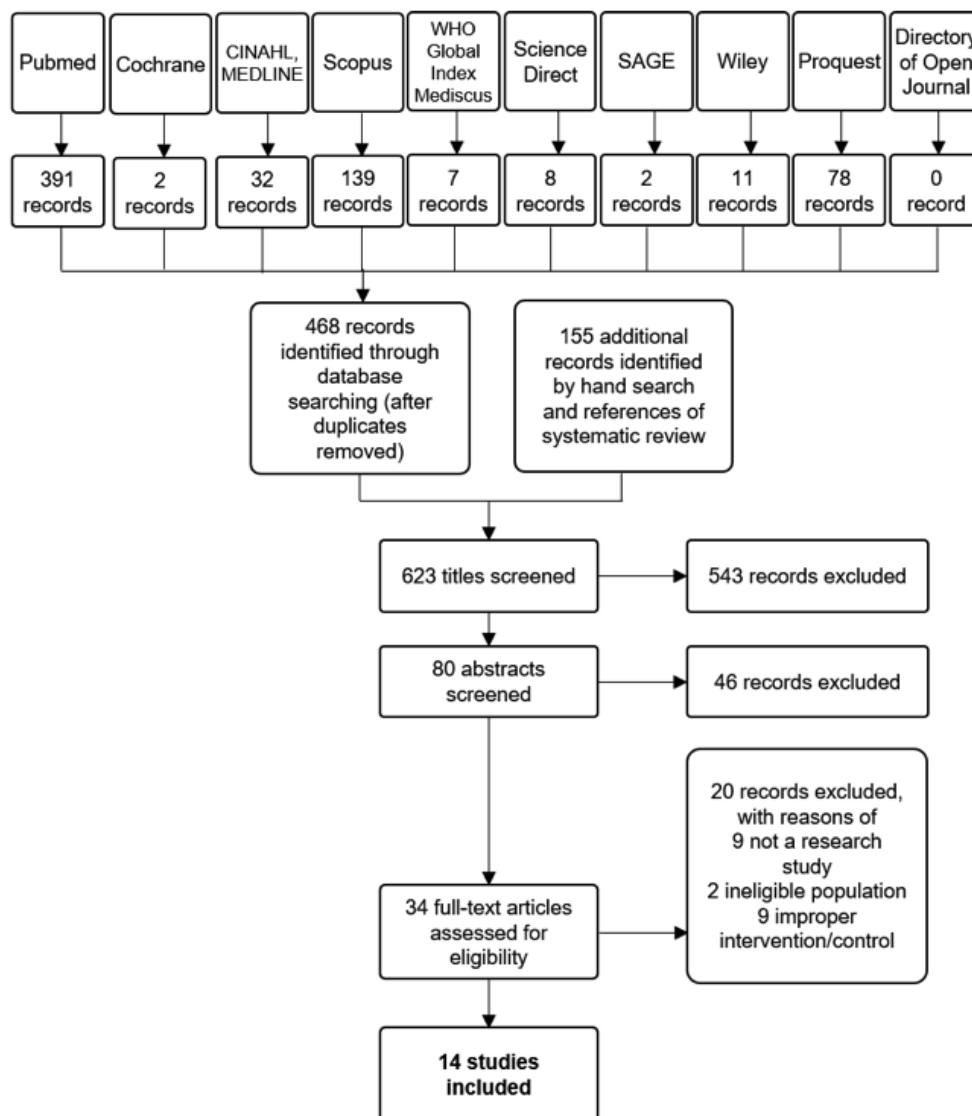 Pubmed
Cochrane
CINAHL,
MEDLINE
Scopus
WHO
Global
Index
Mediscus
Science
Direct
SAGE
Wiley
Proquest
Directory
of Open
Journal
391
records
2
records
32
records
139
records
7
records
8
records
2
records
11
records
78
records
0
record
468 records
identified through
database
searching (after
duplicates
removed)
155 additional
records identified
by hand search
and references of
systematic review
623 titles screened
543 records excluded
80 abstracts
screened
46 records excluded
20 records excluded,
with reasons of
9 not a research
study
2 ineligible population
9 improper
intervention/control
34 full-text articles
assessed for
eligibility
14 studies
included